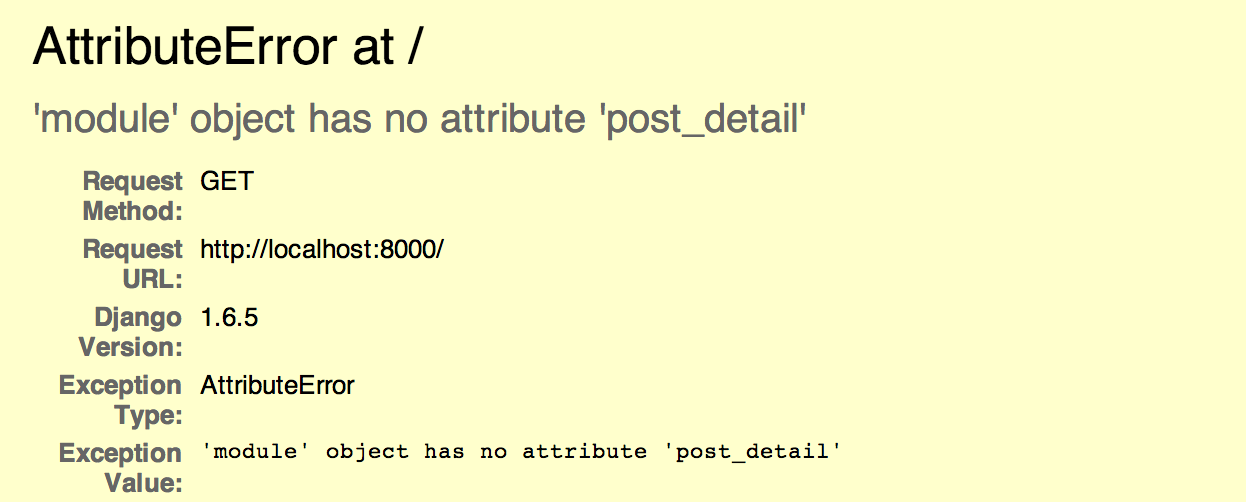 AttributeError at /
'module' object has no attribute 'post_detail'
Request GET
Method:
Request http://localhost:8000/
URL:
Django 1.6.5
Version:
Exception AttributeError
Type:
Exception 'module' object has no attribute 'post_detail'
Value: